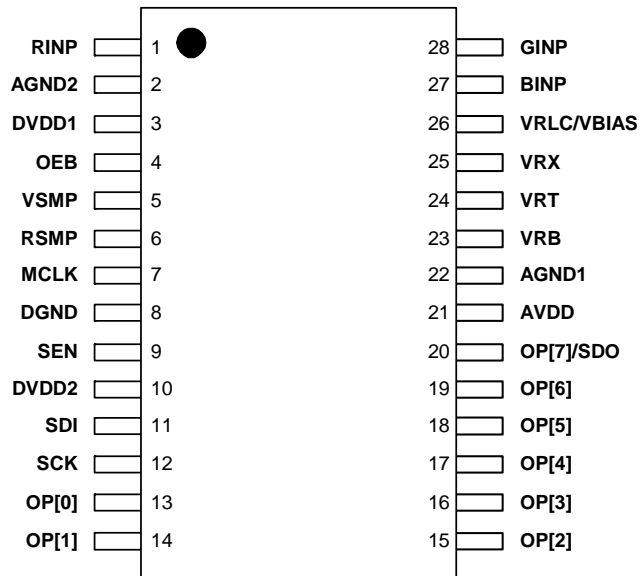 RINP 1 28 GINP
AGND2 2 27 BINP
DVDD1 3 26 VRLC/VBIAS
OEB 4 25 VRX
VSMP 5 24 VRT
RSMP 6 23 VRB
MCLK 7 22 AGND1
DGND 8 21 AVDD
SEN 9 20 OP[7]/SDO
DVDD2 10 19 OP[6]
SDI 11 18 OP[5]
SCK 12 17 OP[4]
OP[0] 13 16 OP[3]
OP[1] 14 15 OP[2]